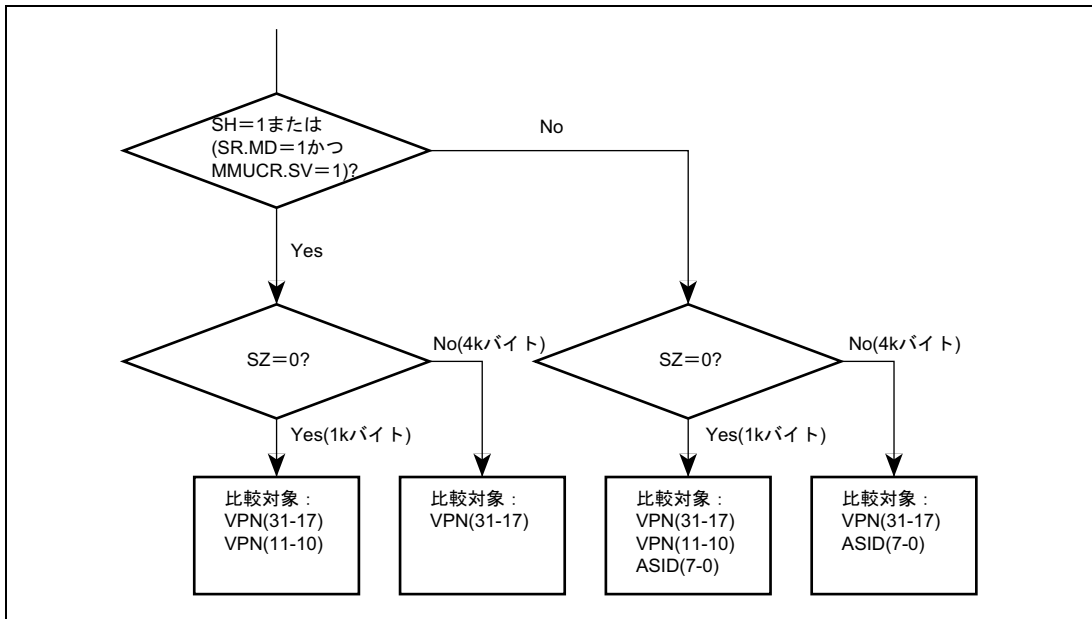 SH＝1または
(SR.MD＝1かつ
MMUCR.SV＝1)?
No
Yes
SZ＝0?
No(4kバイト)
SZ＝0?
No(4kバイト)
Yes(1kバイト)
Yes(1kバイト)
比較対象：
VPN(31-17)
VPN(11-10)
比較対象：
VPN(31-17)
比較対象：
VPN(31-17)
VPN(11-10)
ASID(7-0)
比較対象：
VPN(31-17)
ASID(7-0)